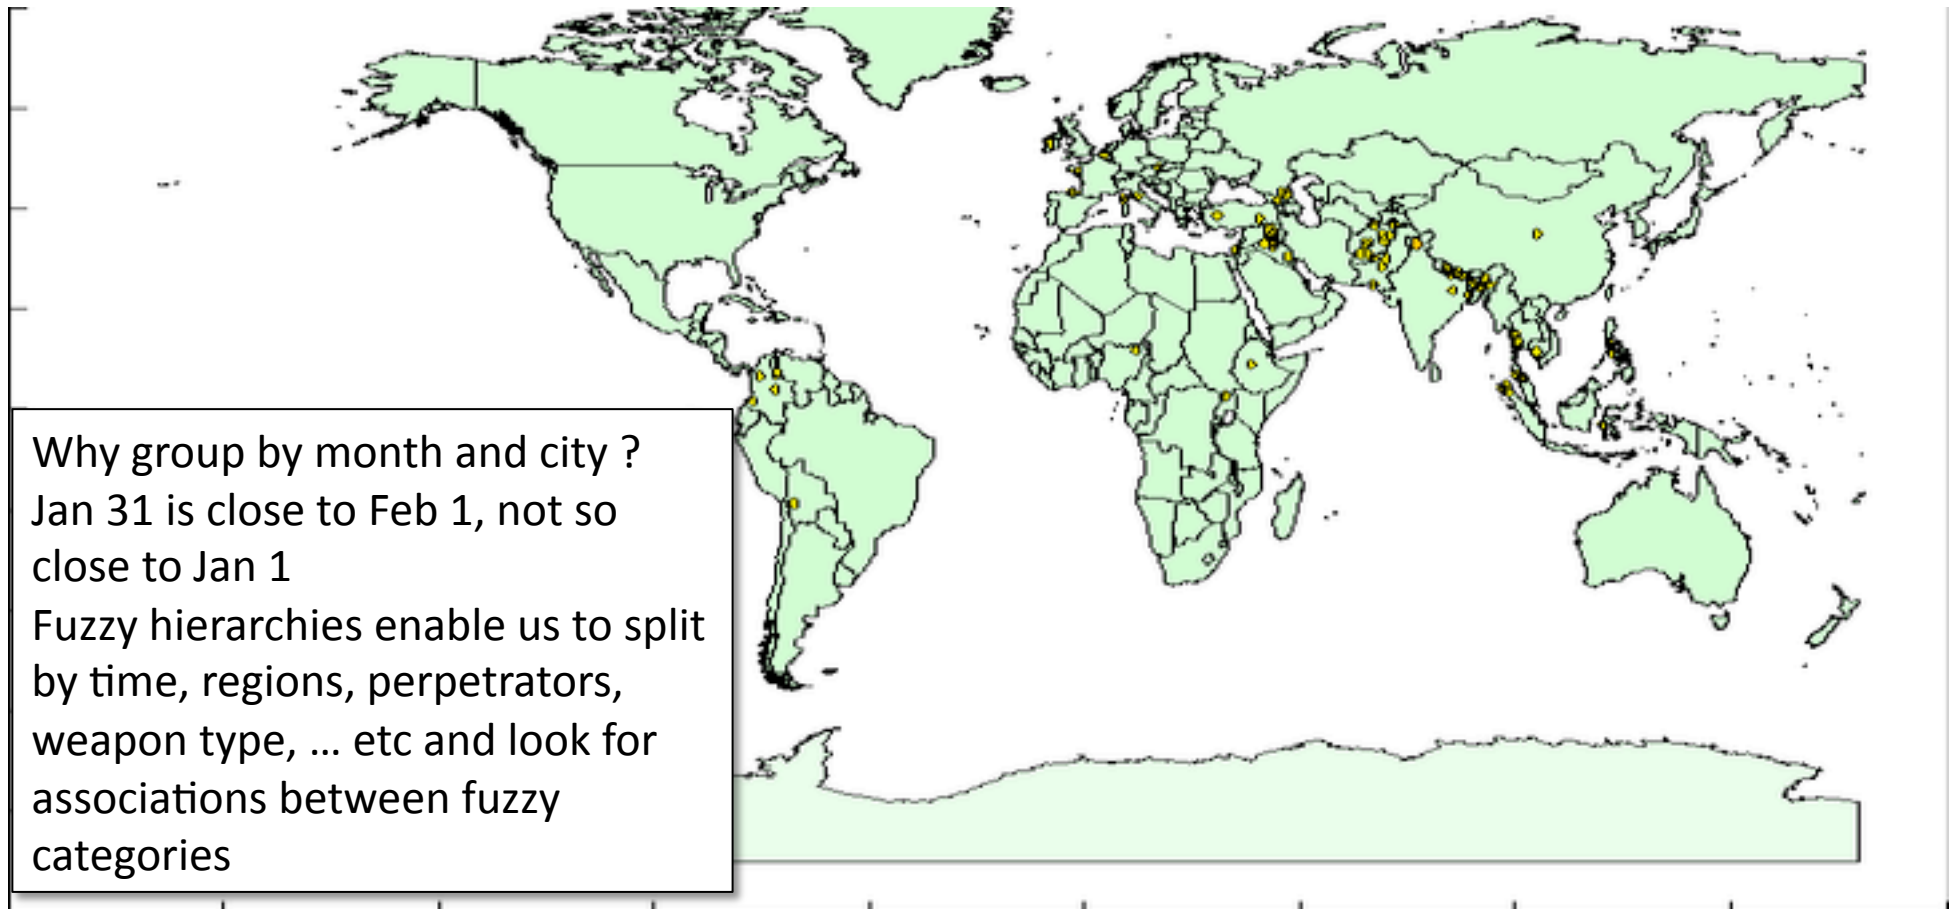 Why group by month and city ?
Jan 31 is close to Feb 1, not so
close to Jan 1
Fuzzy hierarchies enable us to split
by time, regions, perpetrators,
weapon type, … etc and look for
associations between fuzzy
categories